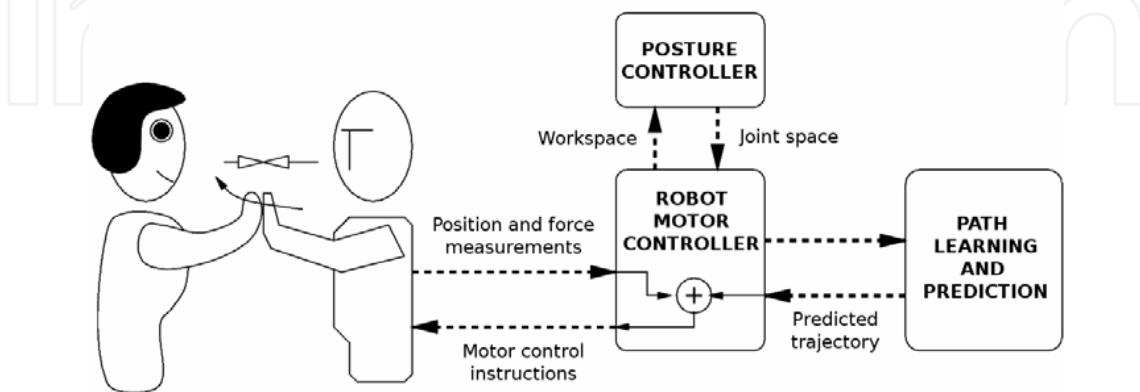 POSTURE
CONTROLLER
Workspace
Joint space
ROBOT
MOTOR
CONTROLLER
Position and force
measurements
PATH
LEARNING
AND
PREDICTION
Predicted
trajectory
Motor control
instructions